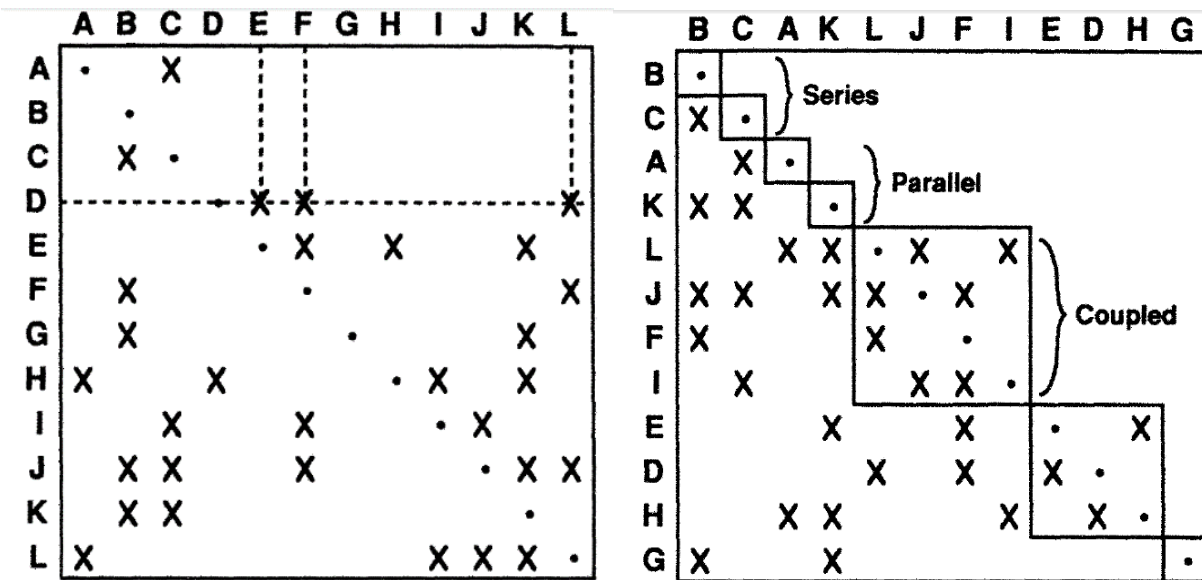 A B C D E F G H I J K L
A · X
B ·
C X ·
D · X X X
E · X X X
F X · X
G X · X
H X X · X X
I X X · X
J X X X · X X
K X X ·
L X X X X ·
B C A K L J F I E D H G
B · Series
C X ·
A X · Parallel
K X X ·
L X X · X X
J X X X X · X Coupled
F X X ·
I X X X ·
E X X · X
D X X X ·
H X X X X ·
G X X ·